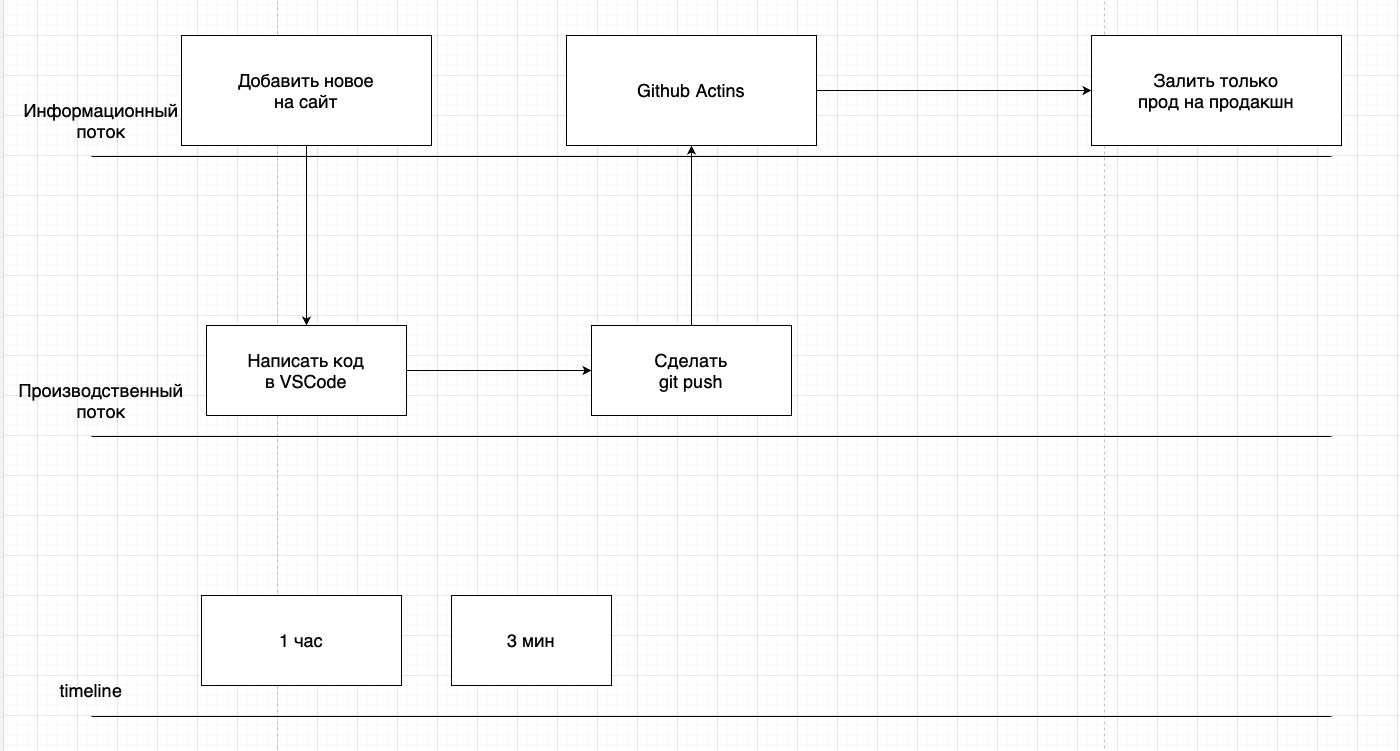 Добавить новое
на сайт
Github Actins
Залить только
прод на продакшн
Информационный
поток
Написать код
в VSCode
Сделать
git push
Производственный
поток
1 час
3 мин
timeline